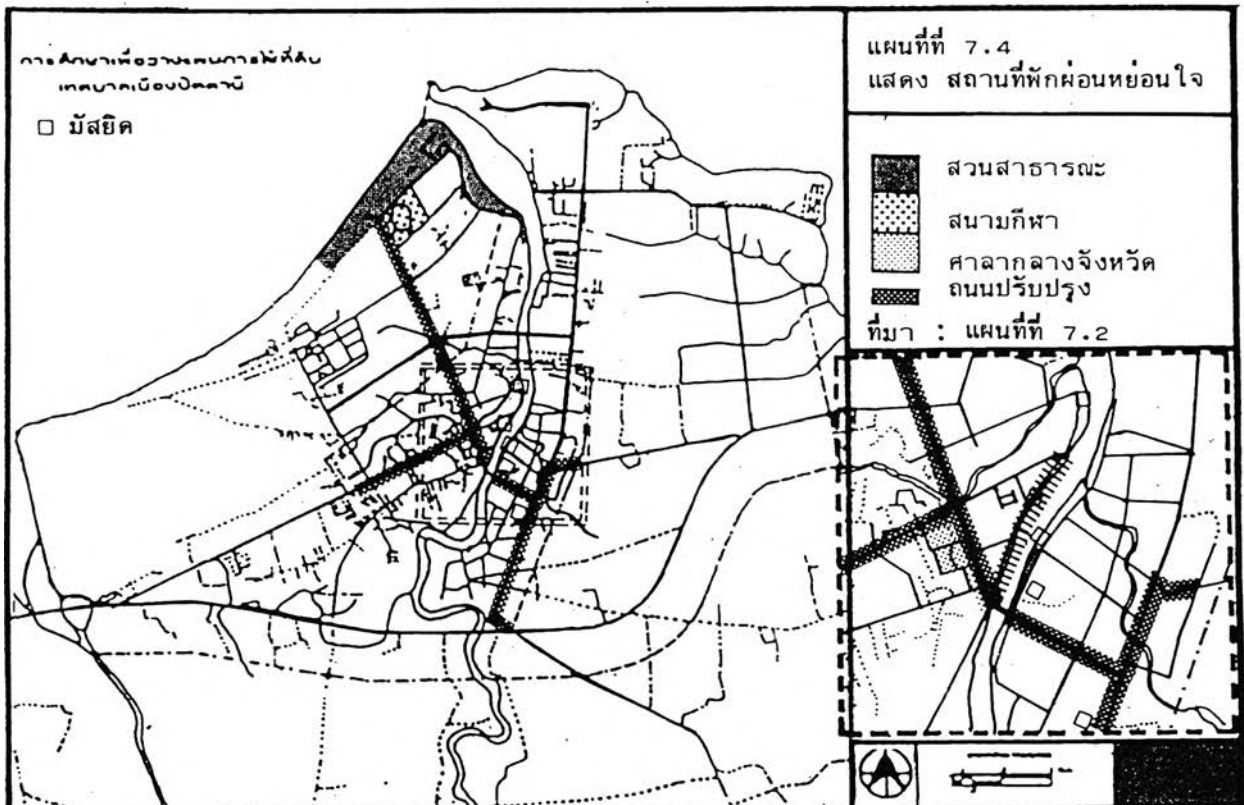 การศึกษาเพื่อวางแผนการใช้ที่ดิน
เทศบาลเมืองปัตตานี
□ มัสยิด
แผนที่ที่ 7.4
แสดง สถานที่พักผ่อนหย่อนใจ
สวนสาธารณะ
สนามกีฬา
ศาลากลางจังหวัด
ถนนปรับปรุง
ที่มา : แผนที่ที่ 7.2